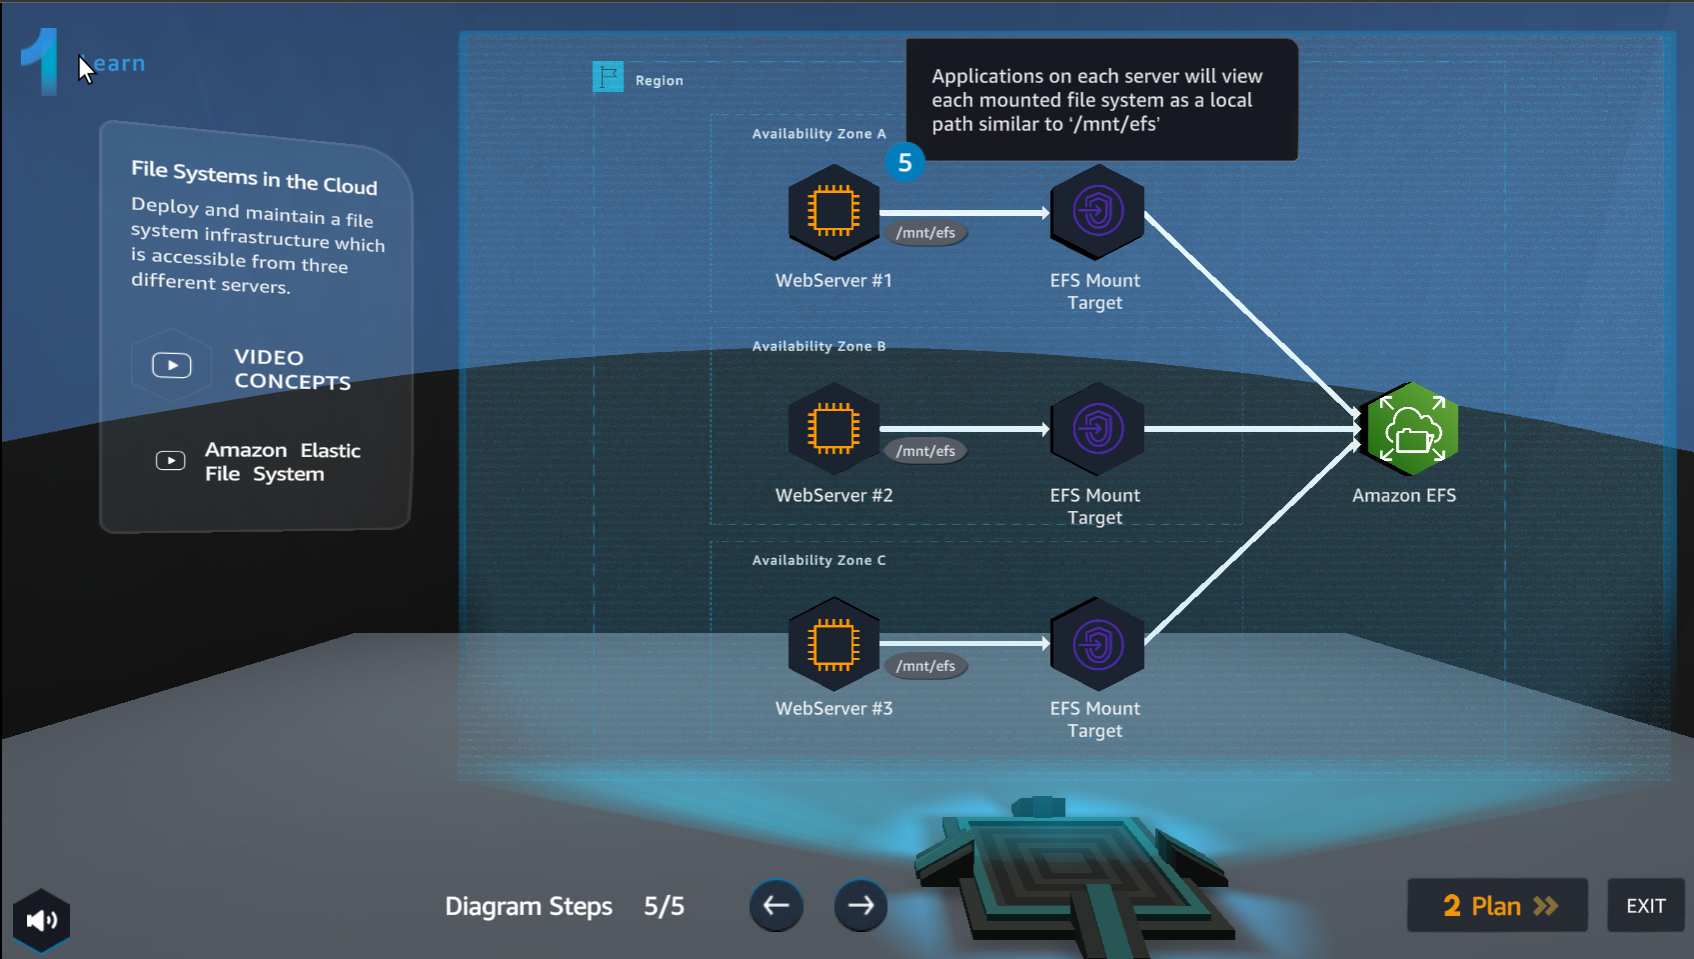 1 Learn
File Systems in the Cloud
Deploy and maintain a file
system infrastructure which
is accessible from three
different servers.
VIDEO
CONCEPTS
Amazon Elastic
File System
Region
Applications on each server will view
each mounted file system as a local
path similar to ‘/mnt/efs’
5
Availability Zone A
/mnt/efs
WebServer #1
EFS Mount
Target
Availability Zone B
/mnt/efs
WebServer #2
EFS Mount
Target
Amazon EFS
Availability Zone C
/mnt/efs
WebServer #3
EFS Mount
Target
Diagram Steps 5/5
2 Plan
EXIT